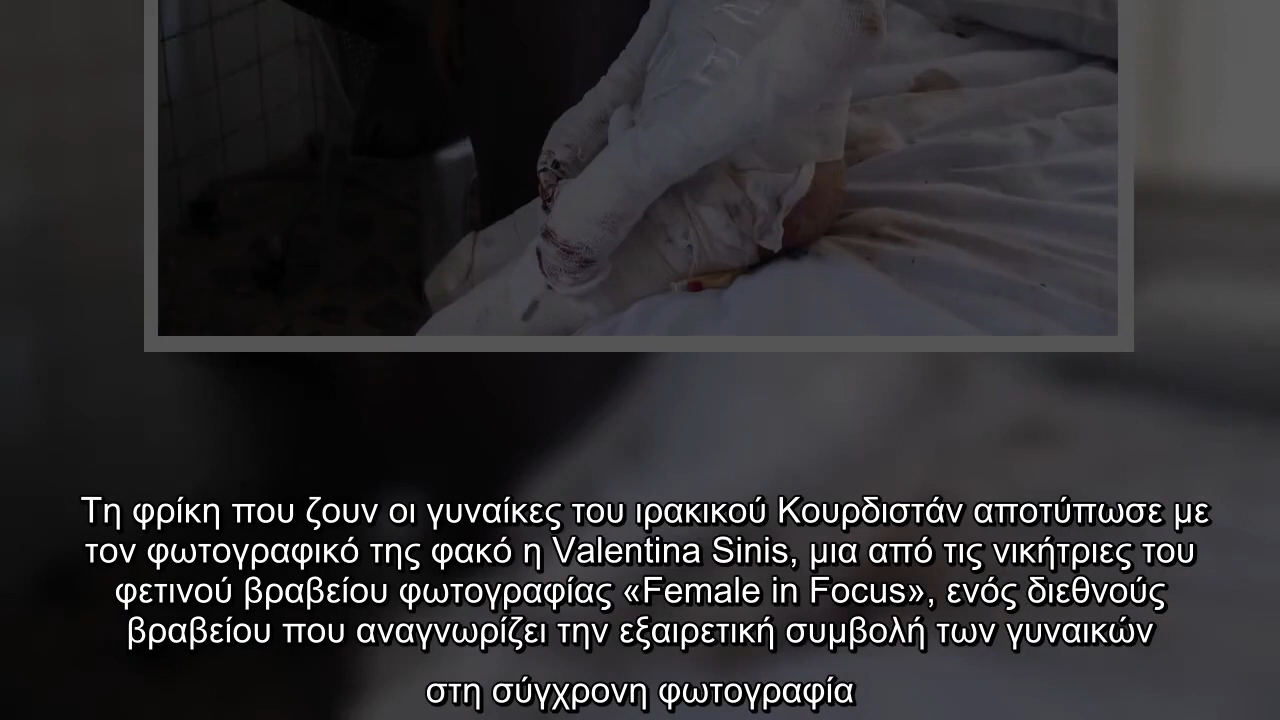 Τη φρίκη που ζουν οι γυναίκες του ιρακικού Κουρδιστάν αποτύπωσε με
τον φωτογραφικό της φακό η Valentina Sinis, μια από τις νικήτριες του
φετινού βραβείου φωτογραφίας «Female in Focus», ενός διεθνούς
βραβείου που αναγνωρίζει την εξαιρετική συμβολή των γυναικών
στη σύγχρονη φωτογραφία